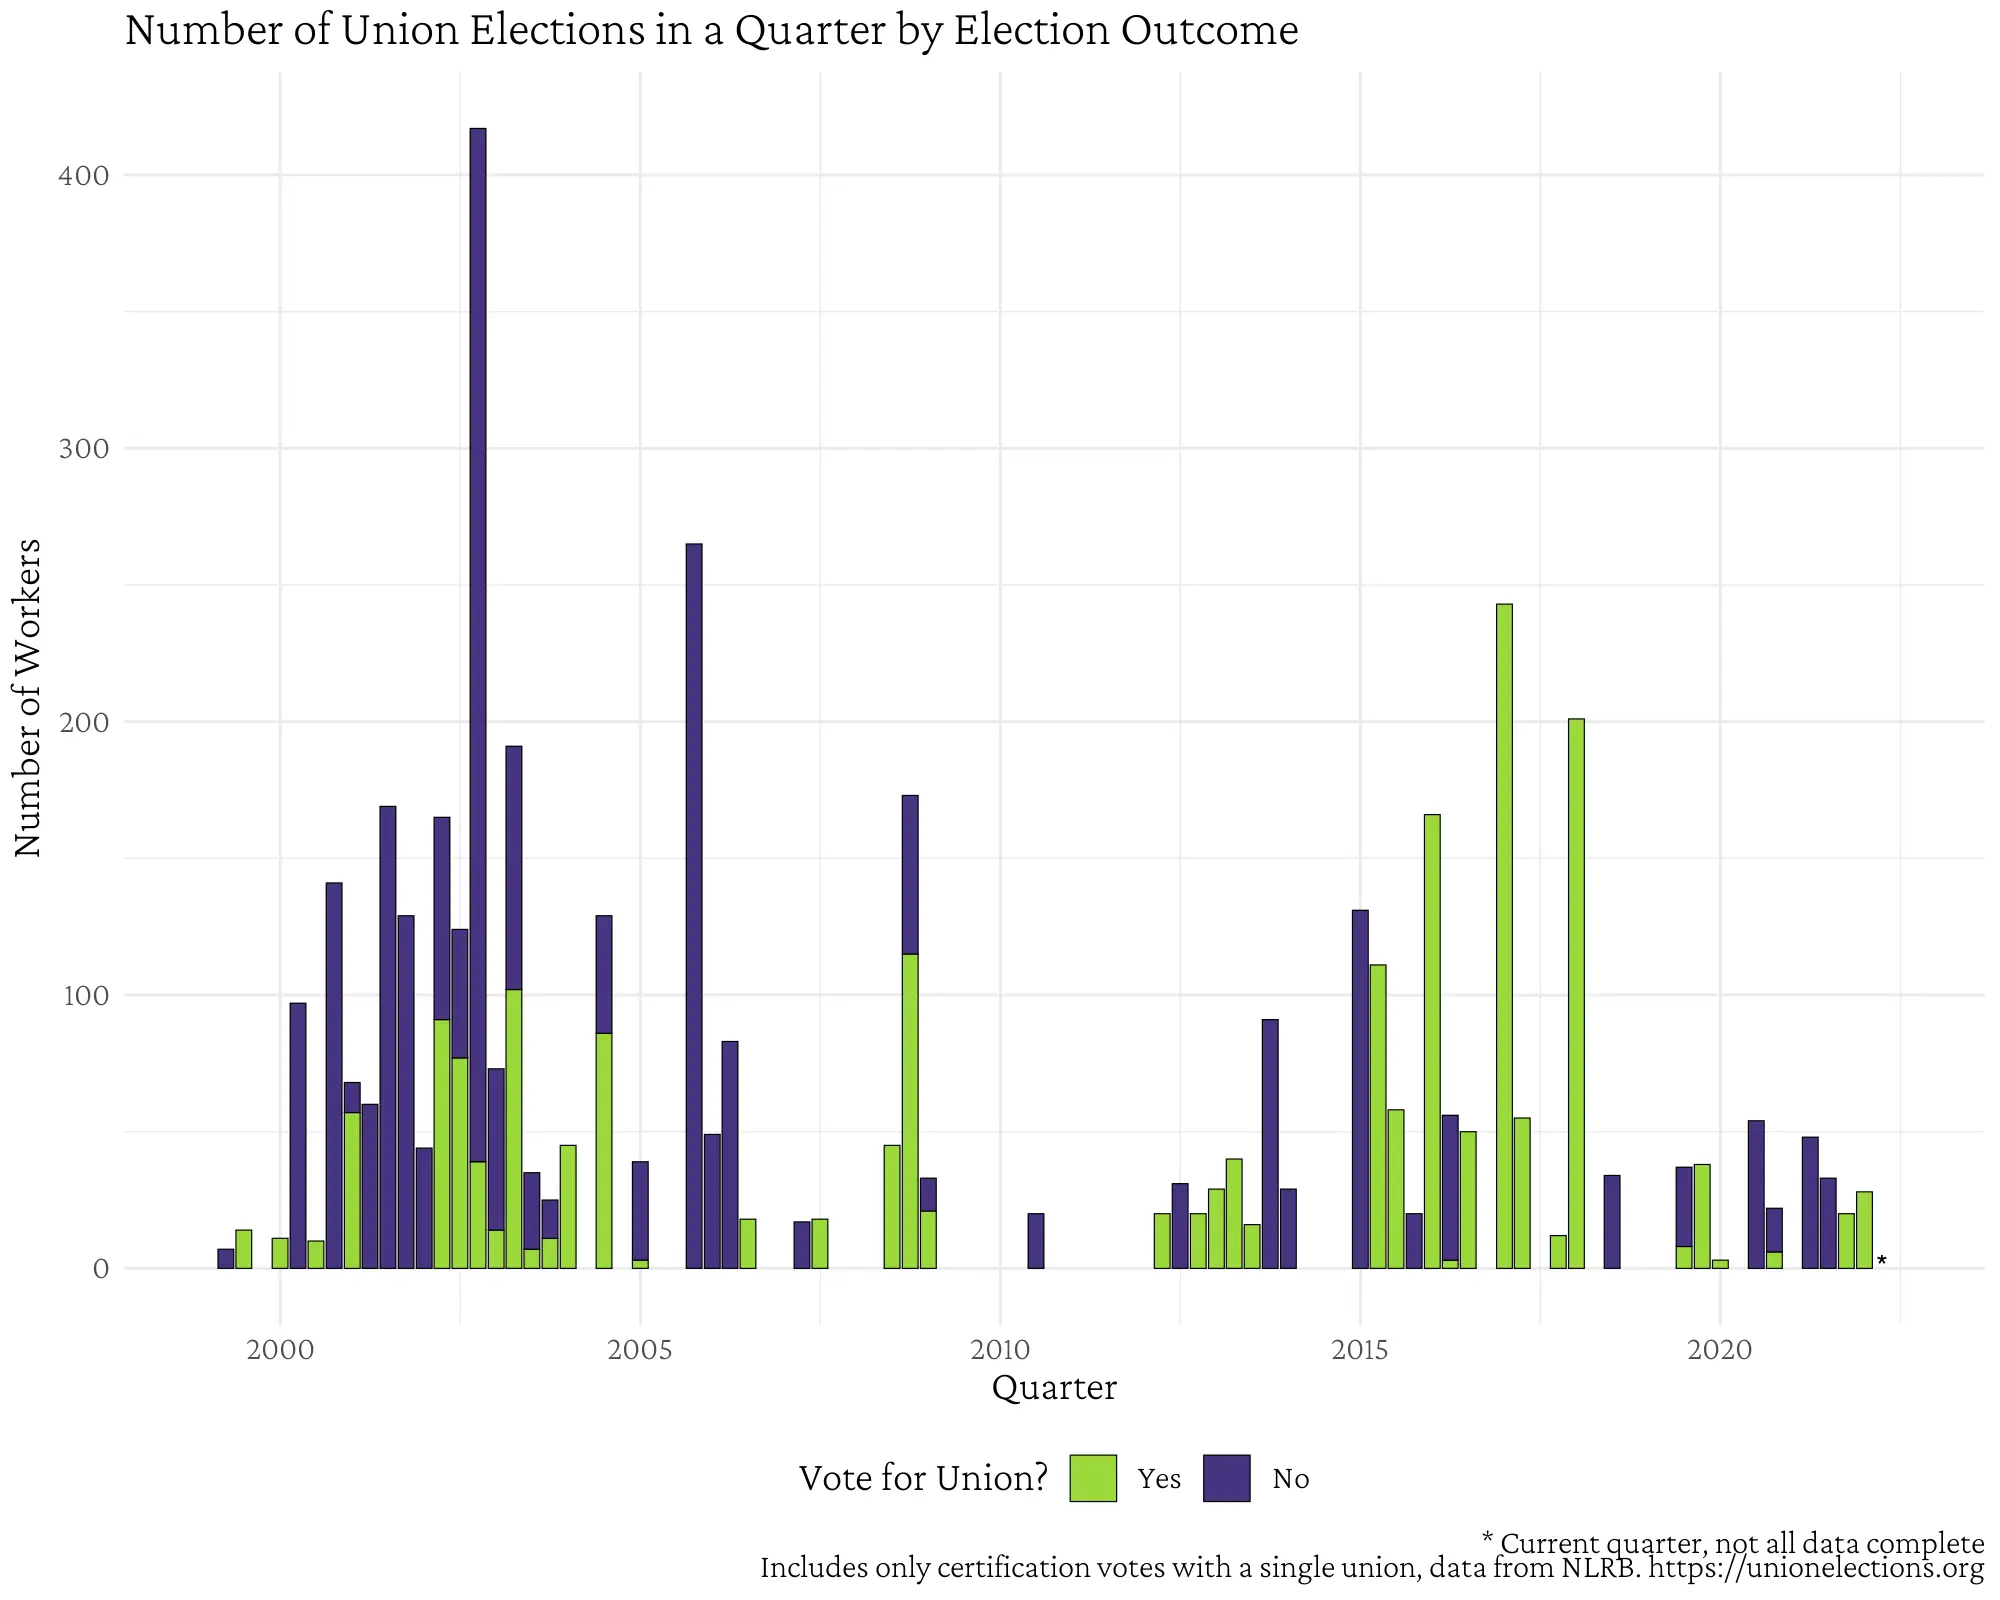 Number of Union Elections in a Quarter by Election Outcome
Number of Workers
400
300
200
100
0
*
2000 2005 2010 2015 2020
Quarter
Vote for Union? Yes No
* Current quarter, not all data complete
Includes only certification votes with a single union, data from NLRB. https://unionelections.org